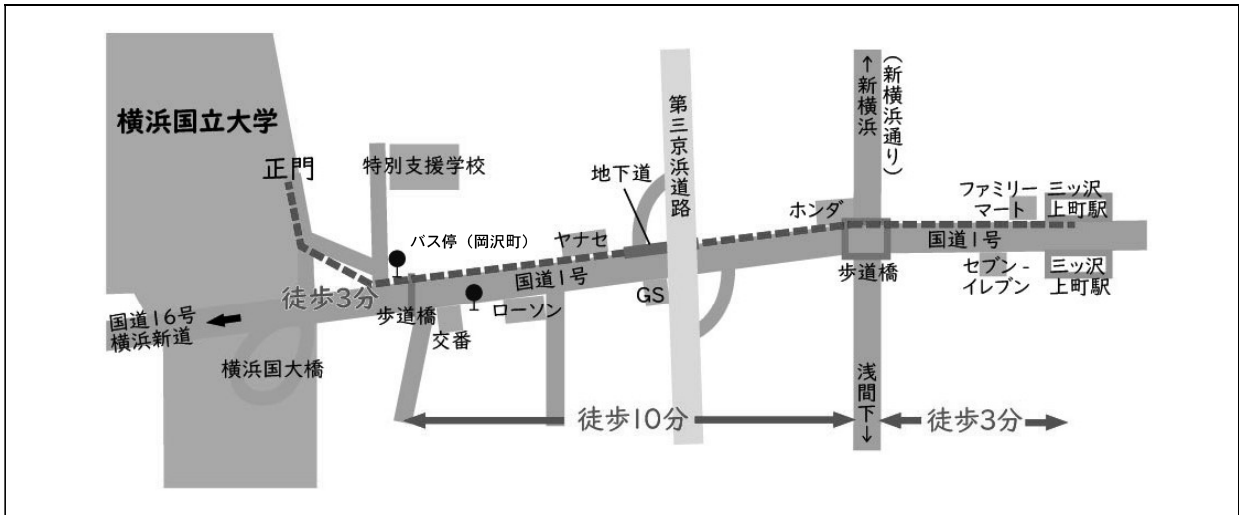 横浜国立大学
正門
特別支援学校
バス停（岡沢町）
ヤナセ
地下道
第三京浜道路
ホンダ
↑新横浜
（新横浜通り）
ファミリー
マート
三ッ沢
上町駅
国道1号
国道1号
歩道橋
セブン-
イレブン
三ッ沢
上町駅
GS
ローソン
歩道橋
交番
徒歩3分
国道16号
横浜新道
横浜国大橋
浅間下↓
徒歩10分
徒歩3分